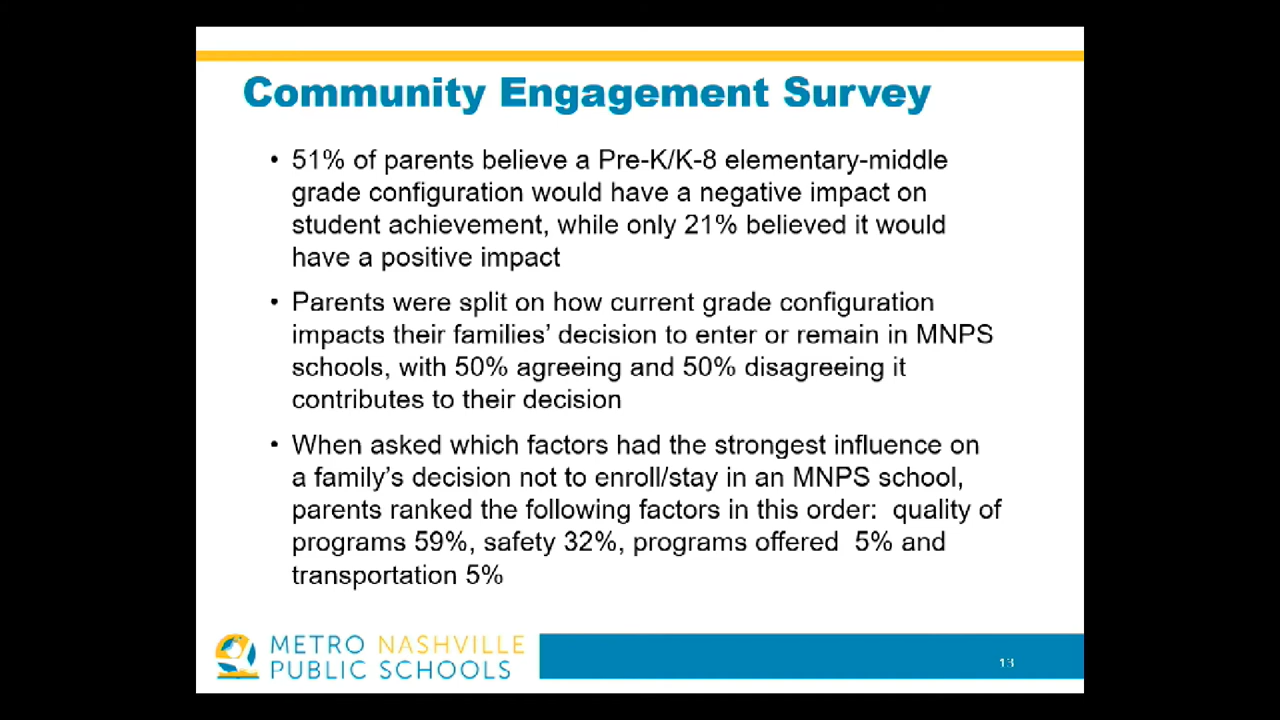 Community Engagement Survey
• 51% of parents believe a Pre-K/K-8 elementary-middle
grade configuration would have a negative impact on
student achievement, while only 21% believed it would
have a positive impact
• Parents were split on how current grade configuration
impacts their families’ decision to enter or remain in MNPS
schools, with 50% agreeing and 50% disagreeing it
contributes to their decision
• When asked which factors had the strongest influence on
a family’s decision not to enroll/stay in an MNPS school,
parents ranked the following factors in this order:  quality of
programs 59%, safety 32%, programs offered  5% and
transportation 5%
METRO NASHVILLE
PUBLIC SCHOOLS
13